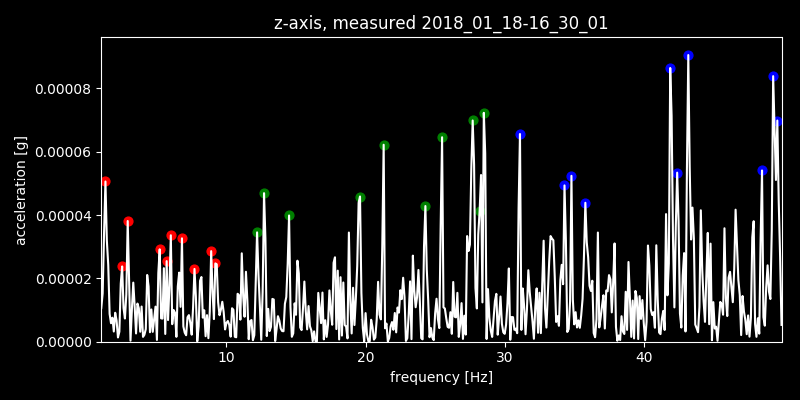 z-axis, measured 2018_01_18-16_30_01
acceleration [g]
0.00008
0.00006
0.00004
0.00002
0.00000
10 20 30 40
frequency [Hz]